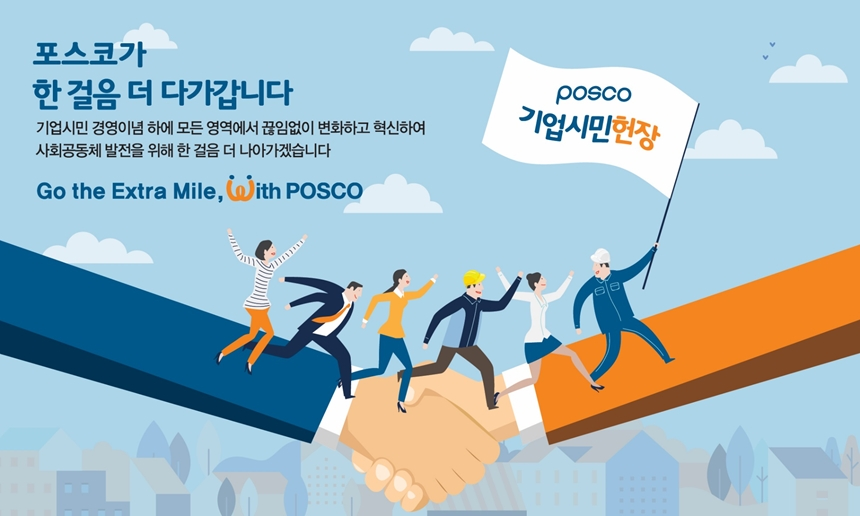 포스코가
한 걸음 더 다가갑니다
기업시민 경영이념 하에 모든 영역에서 끊임없이 변화하고 혁신하여
사회공동체 발전을 위해 한 걸음 더 나아가겠습니다
Go the Extra Mile, With POSCO
posco
기업시민헌장